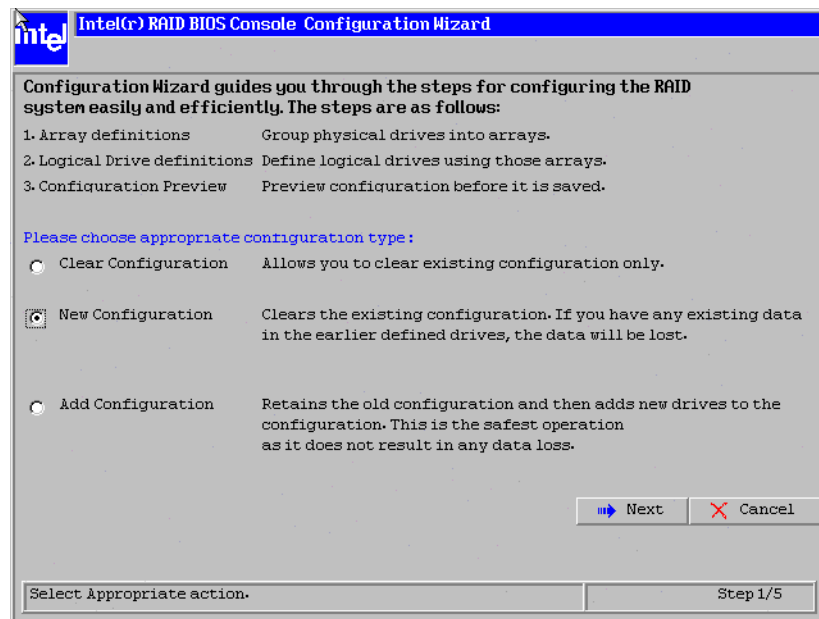 intel
Intel(r) RAID BIOS Console Configuration Wizard
Configuration Wizard guides you through the steps for configuring the RAID
system easily and efficiently. The steps are as follows:
1. Array definitions Group physical drives into arrays.
2. Logical Drive definitions Define logical drives using those arrays.
3. Configuration Preview Preview configuration before it is saved.
Please choose appropriate configuration type:
Clear Configuration Allows you to clear existing configuration only.
New Configuration Clears the existing configuration. If you have any existing data
in the earlier defined drives, the data will be lost.
Add Configuration Retains the old configuration and then adds new drives to the
configuration. This is the safest operation
as it does not result in any data loss.
Next Cancel
Select Appropriate action. Step 1/5